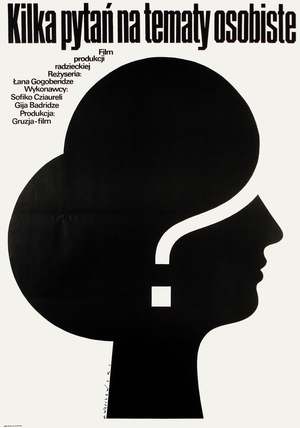 Kilka pytań na tematy osobiste
Film
produkcji
radzieckiej
Reżyseria:
Łana Gogoberidze
Wykonawcy:
Sofiko Cziaureli
Gija Badridze
Produkcja:
Gruzja-film